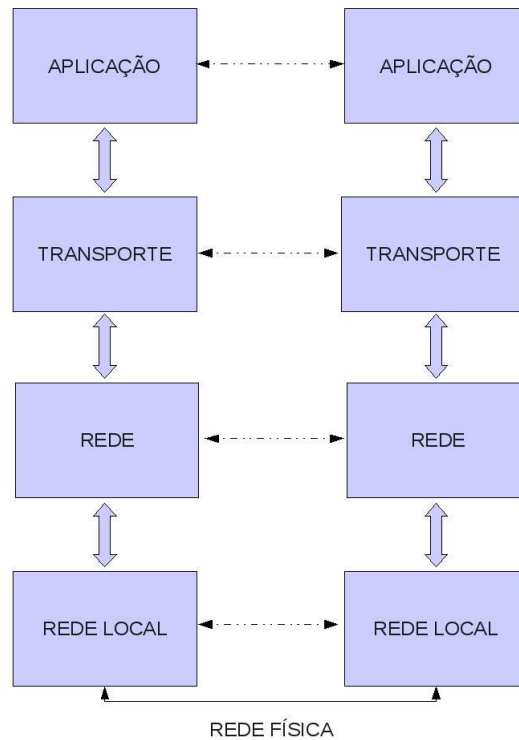 APLICAÇÃO
APLICAÇÃO
TRANSPORTE
TRANSPORTE
REDE
REDE
REDE LOCAL
REDE LOCAL
REDE FÍSICA